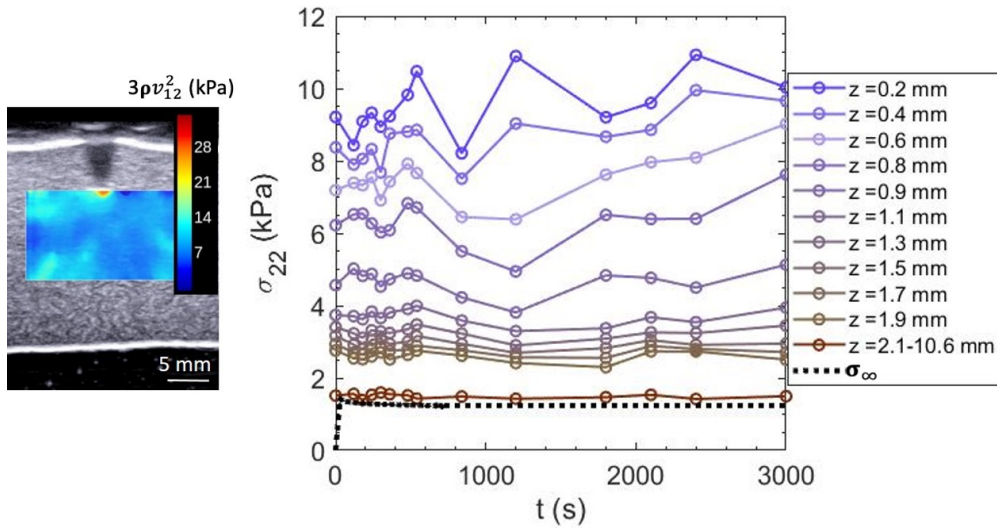 3ρv₁₂² (kPa)
28
21
14
7
5 mm
σ₂₂ (kPa)
12
10
8
6
4
2
0
0
1000
2000
3000
t (s)
z =0.2 mm
z =0.4 mm
z =0.6 mm
z =0.8 mm
z =0.9 mm
z =1.1 mm
z =1.3 mm
z =1.5 mm
z =1.7 mm
z =1.9 mm
z =2.1-10.6 mm
σ∞